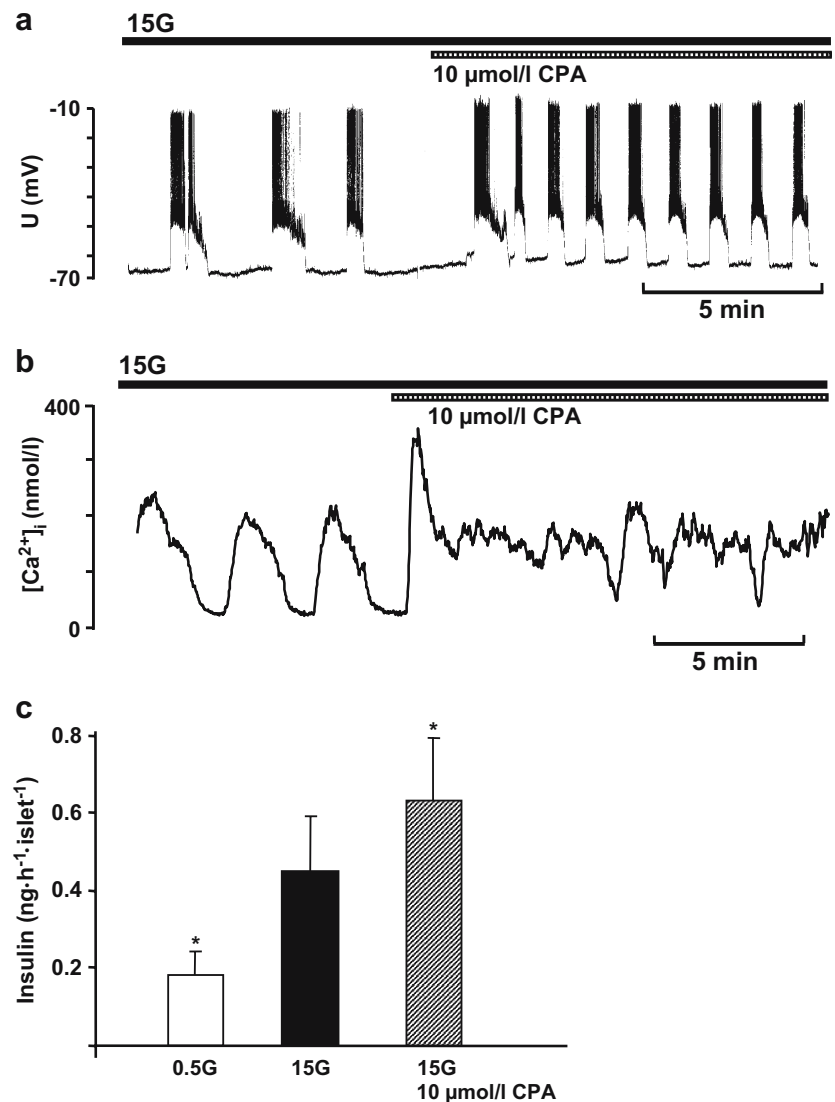 a
15G
10 µmol/l CPA
-10
U (mV)
-70
5 min
b
15G
10 µmol/l CPA
400
[Ca²⁺]ᵢ (nmol/l)
0
5 min
c
0.8
0.6
0.4
0.2
Insulin (ng·h⁻¹·islet⁻¹)
*
*
0.5G
15G
15G
10 µmol/l CPA